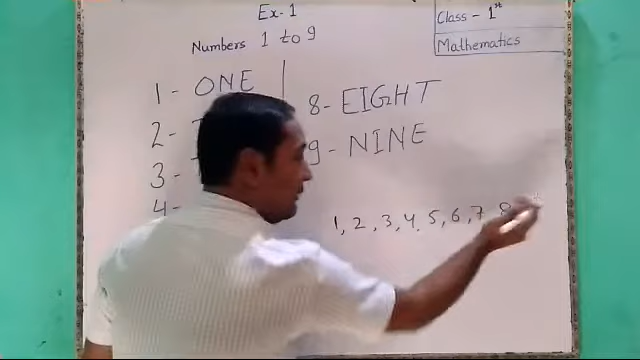 Ex-1
Numbers 1 to 9
Class - 1st
Mathematics
1 - ONE
2 -
3 -
4 -
8 - EIGHT
9 - NINE
1, 2, 3, 4, 5, 6, 7, 8